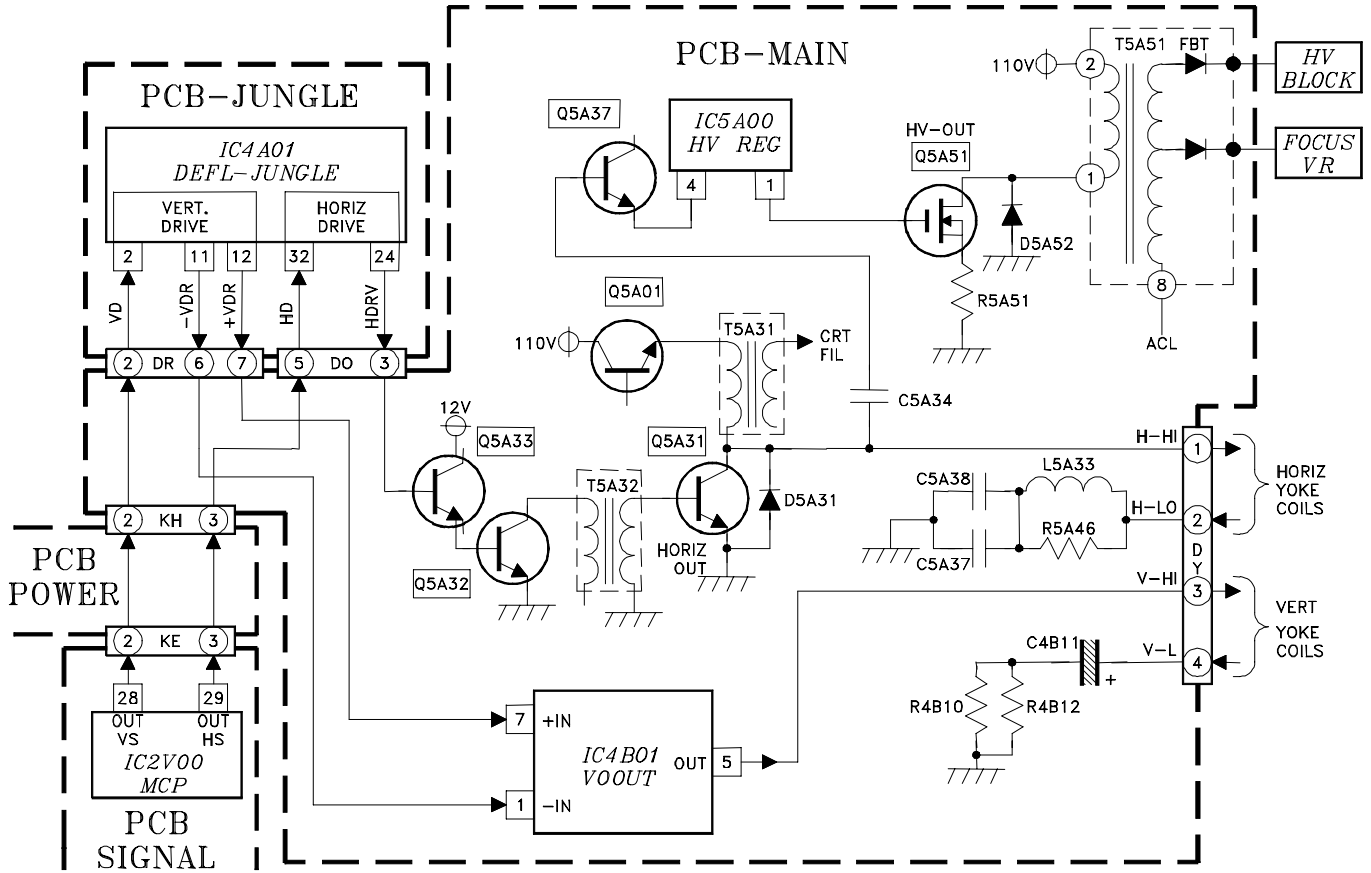 PCB-MAIN
PCB-JUNGLE
IC4A01
DEFL-JUNGLE
VERT.
DRIVE
HORIZ
DRIVE
2
11
12
32
24
VD
-VDR
+VDR
HD
HDRV
2
DR
6
7
5
DO
3
Q5A37
IC5A00
HV REG
4
1
HV-OUT
Q5A51
D5A52
R5A51
110V
2
1
T5A51
FBT
8
ACL
HV
BLOCK
FOCUS
VR
Q5A01
110V
T5A31
CRT
FIL
C5A34
12V
Q5A33
Q5A32
T5A32
Q5A31
D5A31
HORIZ
OUT
C5A38
C5A37
L5A33
R5A46
H-HI
H-LO
V-HI
V-L
1
2
D
Y
3
4
HORIZ
YOKE
COILS
VERT
YOKE
COILS
C4B11
+
R4B10
R4B12
2
KH
3
PCB
POWER
2
KE
3
28
29
OUT
VS
OUT
HS
IC2V00
MCP
PCB
SIGNAL
7
+IN
1
-IN
IC4B01
VOOUT
OUT
5